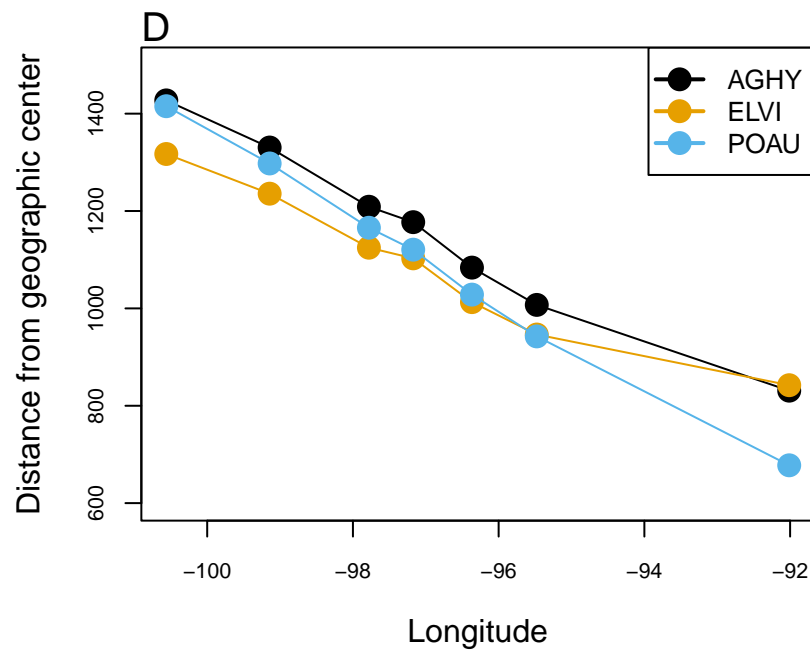 D
AGHY
ELVI
POAU
Distance from geographic center
1400
1200
1000
800
600
−100 −98 −96 −94 −92
Longitude